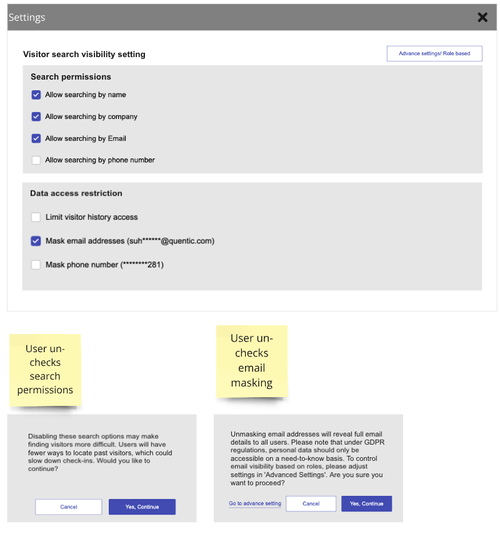 Settings
Visitor search visibility setting
Advance settings/ Role based
Search permissions
Allow searching by name
Allow searching by company
Allow searching by Email
Allow searching by phone number
Data access restriction
Limit visitor history access
Mask email addresses (suh******@quentic.com)
Mask phone number (********281)
User un-
checks
search
permissions
User un-
checks
email
masking
Disabling these search options may make
finding visitors more difficult. Users will have
fewer ways to locate past visitors, which could
slow down check-ins. Would you like to
continue?
Cancel
Yes, Continue
Unmasking email addresses will reveal full email
details to all users. Please note that under GDPR
regulations, personal data should only be
accessible on a need-to-know basis. To control
email visibility based on roles, please adjust
settings in 'Advanced Settings'. Are you sure you
want to proceed?
Go to advance setting
Cancel
Yes, Continue